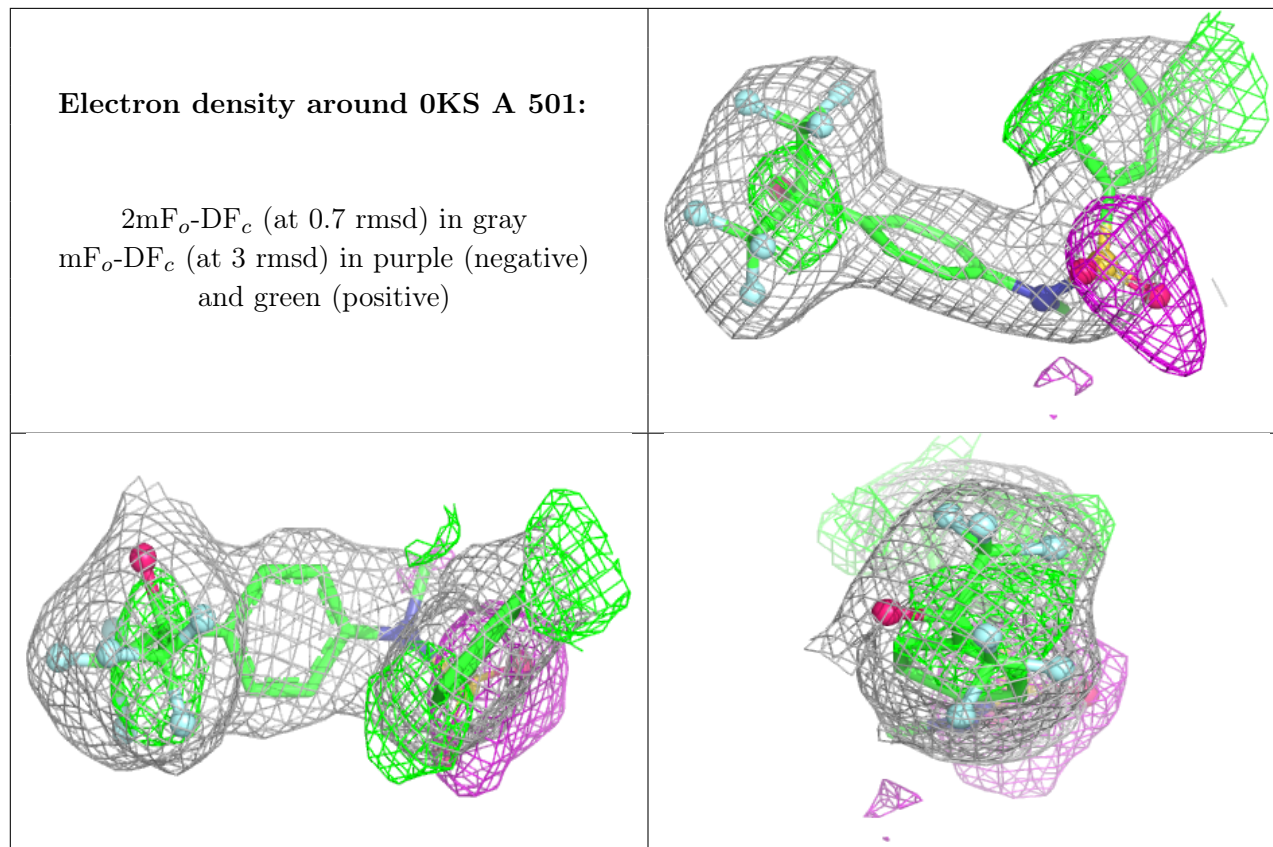 Electron density around 0KS A 501:
2mFo-DFc (at 0.7 rmsd) in gray
mFo-DFc (at 3 rmsd) in purple (negative)
and green (positive)